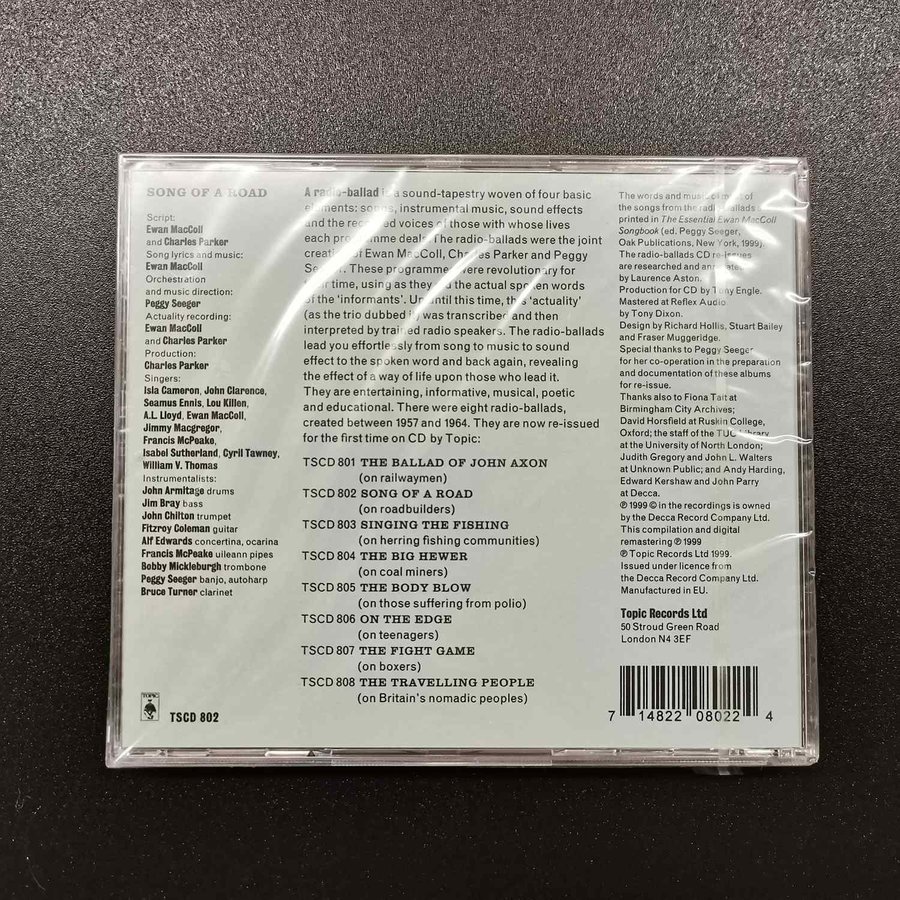 SONG OF A ROAD
Script:
Ewan MacColl
and Charles Parker
Song lyrics and music:
Ewan MacColl
Orchestration
and music direction:
Peggy Seeger
Actuality recording:
Ewan MacColl
and Charles Parker
Production:
Charles Parker
Singers:
Isla Cameron, John Clarence,
Seamus Ennis, Lou Killen,
A.L. Lloyd, Ewan MacColl,
Jimmy Macgregor,
Francis McPeake,
Isabel Sutherland, Cyril Tawney,
William V. Thomas
Instrumentalists:
John Armitage drums
Jim Bray bass
John Chilton trumpet
Fitzroy Coleman guitar
Alf Edwards concertina, ocarina
Francis McPeake uileann pipes
Bobby Mickleburgh trombone
Peggy Seeger banjo, autoharp
Bruce Turner clarinet
TOPIC
TSCD 802
A radio-ballad is a sound-tapestry woven of four basic
elements: songs, instrumental music, sound effects
and the recorded voices of those with whose lives
each programme deals. The radio-ballads were the joint
creation of Ewan MacColl, Charles Parker and Peggy
Seeger. These programmes were revolutionary for
their time, using as they did the actual spoken words
of the 'informants'. Up until this time, this 'actuality'
(as the trio dubbed it) was transcribed and then
interpreted by trained radio speakers. The radio-ballads
lead you effortlessly from song to music to sound
effect to the spoken word and back again, revealing
the effect of a way of life upon those who lead it.
They are entertaining, informative, musical, poetic
and educational. There were eight radio-ballads,
created between 1957 and 1964. They are now re-issued
for the first time on CD by Topic:
TSCD 801 THE BALLAD OF JOHN AXON
(on railwaymen)
TSCD 802 SONG OF A ROAD
(on roadbuilders)
TSCD 803 SINGING THE FISHING
(on herring fishing communities)
TSCD 804 THE BIG HEWER
(on coal miners)
TSCD 805 THE BODY BLOW
(on those suffering from polio)
TSCD 806 ON THE EDGE
(on teenagers)
TSCD 807 THE FIGHT GAME
(on boxers)
TSCD 808 THE TRAVELLING PEOPLE
(on Britain's nomadic peoples)
The words and music of most of
the songs from the radio-ballads
printed in The Essential Ewan MacColl
Songbook (ed. Peggy Seeger,
Oak Publications, New York, 1999).
The radio-ballads CD re-issues
are researched and annotated
by Laurence Aston.
Production for CD by Tony Engle.
Mastered at Reflex Audio
by Tony Dixon.
Design by Richard Hollis, Stuart Bailey
and Fraser Muggeridge.
Special thanks to Peggy Seeger
for her co-operation in the preparation
and documentation of these albums
for re-issue.
Thanks also to Fiona Tait at
Birmingham City Archives;
David Horsfield at Ruskin College,
Oxford; the staff of the TUC Library
at the University of North London;
Judith Gregory and John L. Walters
at Unknown Public; and Andy Harding,
Edward Kershaw and John Parry
at Decca.
℗ 1999 © in the recordings is owned
by the Decca Record Company Ltd.
This compilation and digital
remastering ℗ 1999
℗ Topic Records Ltd 1999.
Issued under licence from
the Decca Record Company Ltd.
Manufactured in EU.
Topic Records Ltd
50 Stroud Green Road
London N4 3EF
7 14822 08022 4